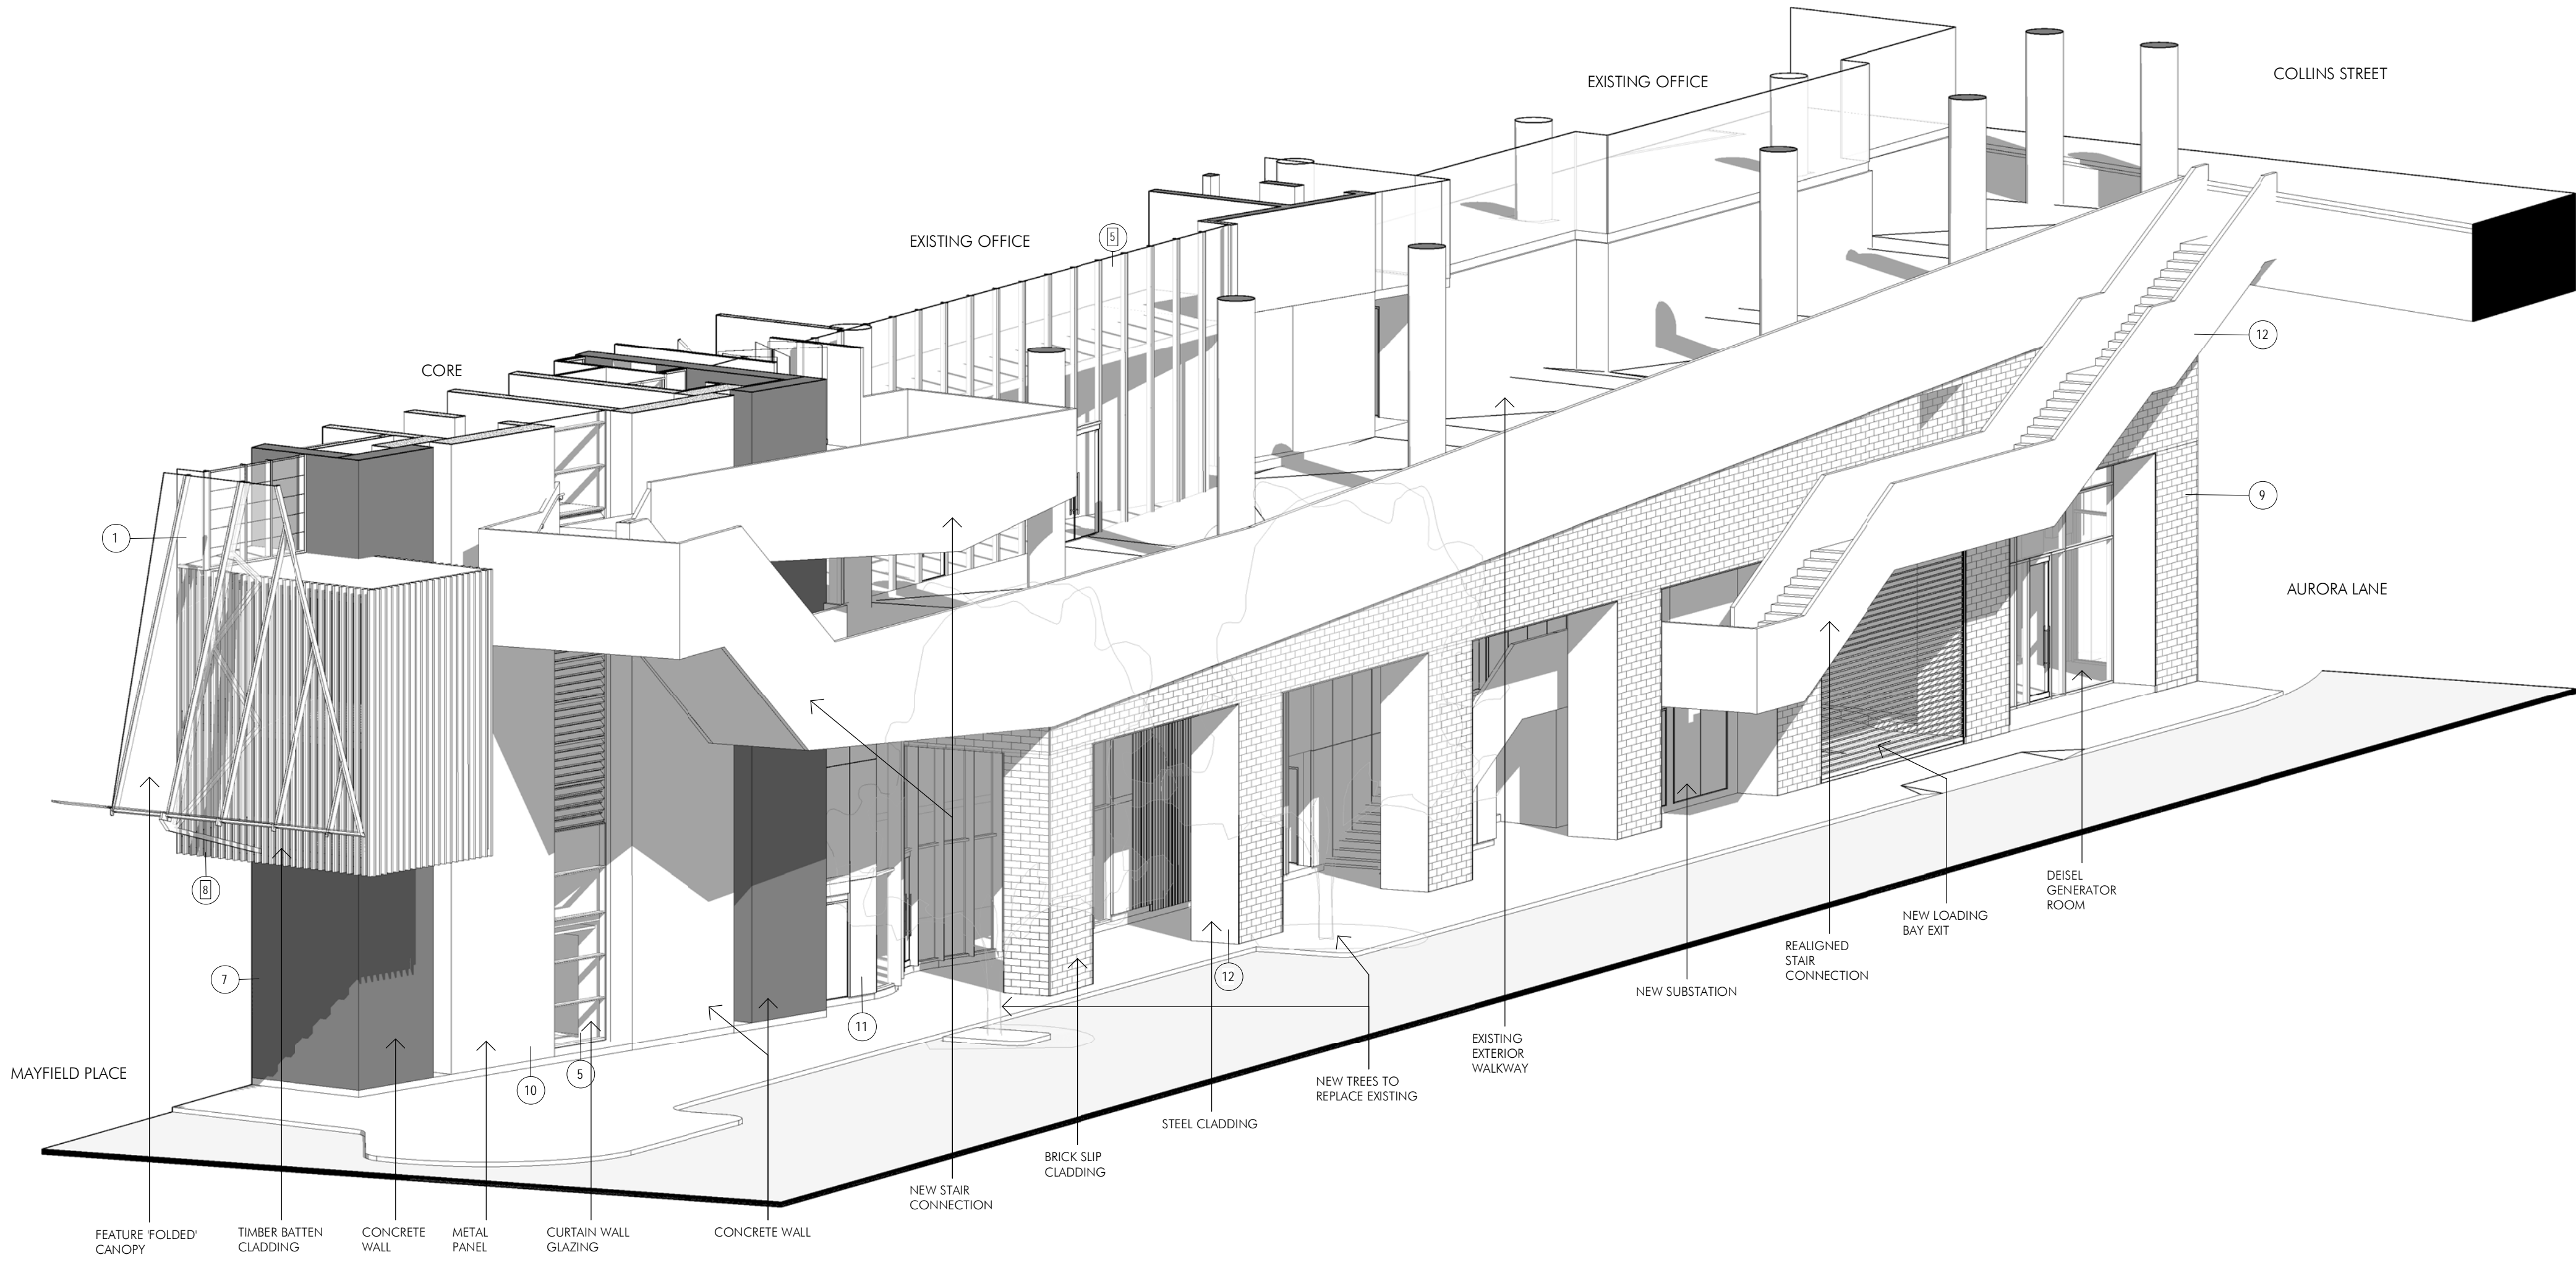 COLLINS STREET
EXISTING OFFICE
EXISTING OFFICE
5
12
CORE
9
1
AURORA LANE
8
DEISEL
GENERATOR
ROOM
NEW LOADING
BAY EXIT
REALIGNED
STAIR
CONNECTION
7
12
NEW SUBSTATION
11
EXISTING
EXTERIOR
WALKWAY
MAYFIELD PLACE
10
5
NEW TREES TO
REPLACE EXISTING
STEEL CLADDING
BRICK SLIP
CLADDING
NEW STAIR
CONNECTION
FEATURE 'FOLDED'
CANOPY
TIMBER BATTEN
CLADDING
CONCRETE
WALL
METAL
PANEL
CURTAIN WALL
GLAZING
CONCRETE WALL